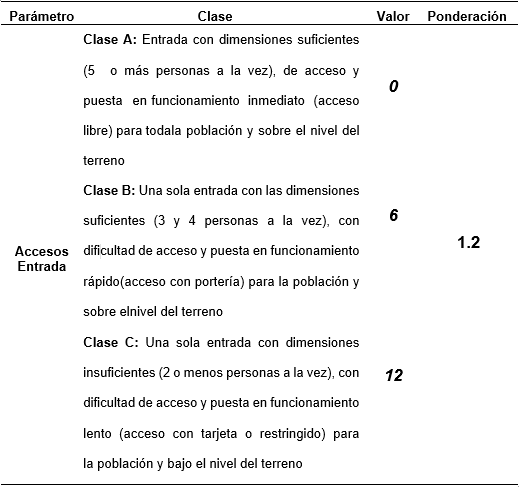 Parámetro Clase Valor Ponderación
Clase A: Entrada con dimensiones suficientes
(5 o más personas a la vez), de acceso y
puesta en funcionamiento inmediato (acceso
libre) para todala población y sobre el nivel del
terreno
0
Clase B: Una sola entrada con las dimensiones
suficientes (3 y 4 personas a la vez), con
dificultad de acceso y puesta en funcionamiento
rápido(acceso con portería) para la población y
sobre elnivel del terreno
6
Accesos
Entrada
1.2
Clase C: Una sola entrada con dimensiones
insuficientes (2 o menos personas a la vez), con
dificultad de acceso y puesta en funcionamiento
lento (acceso con tarjeta o restringido) para
la población y bajo el nivel del terreno
12